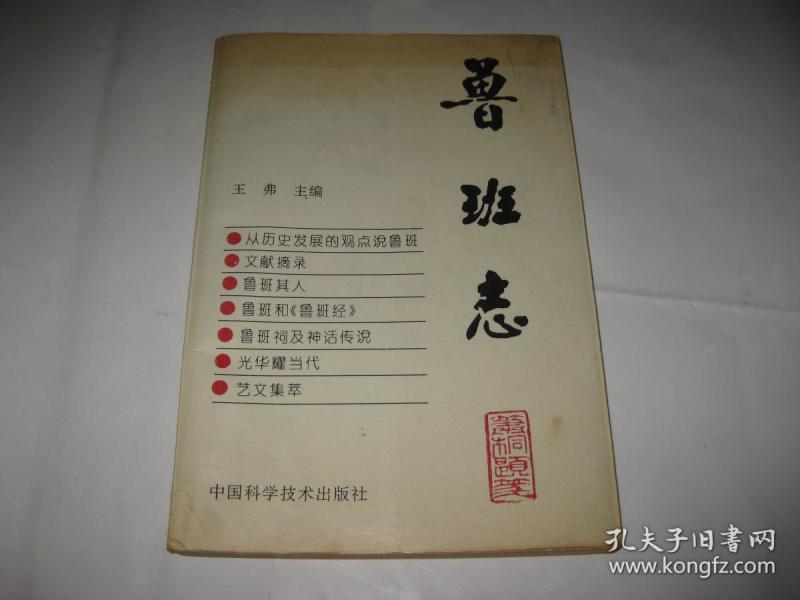 鲁班志
王弗 主编
从历史发展的观点说鲁班
文献摘录
鲁班其人
鲁班和《鲁班经》
鲁班祠及神话传说
光华耀当代
艺文集萃
中国科学技术出版社
孔夫子旧書网
www.kongfz.com